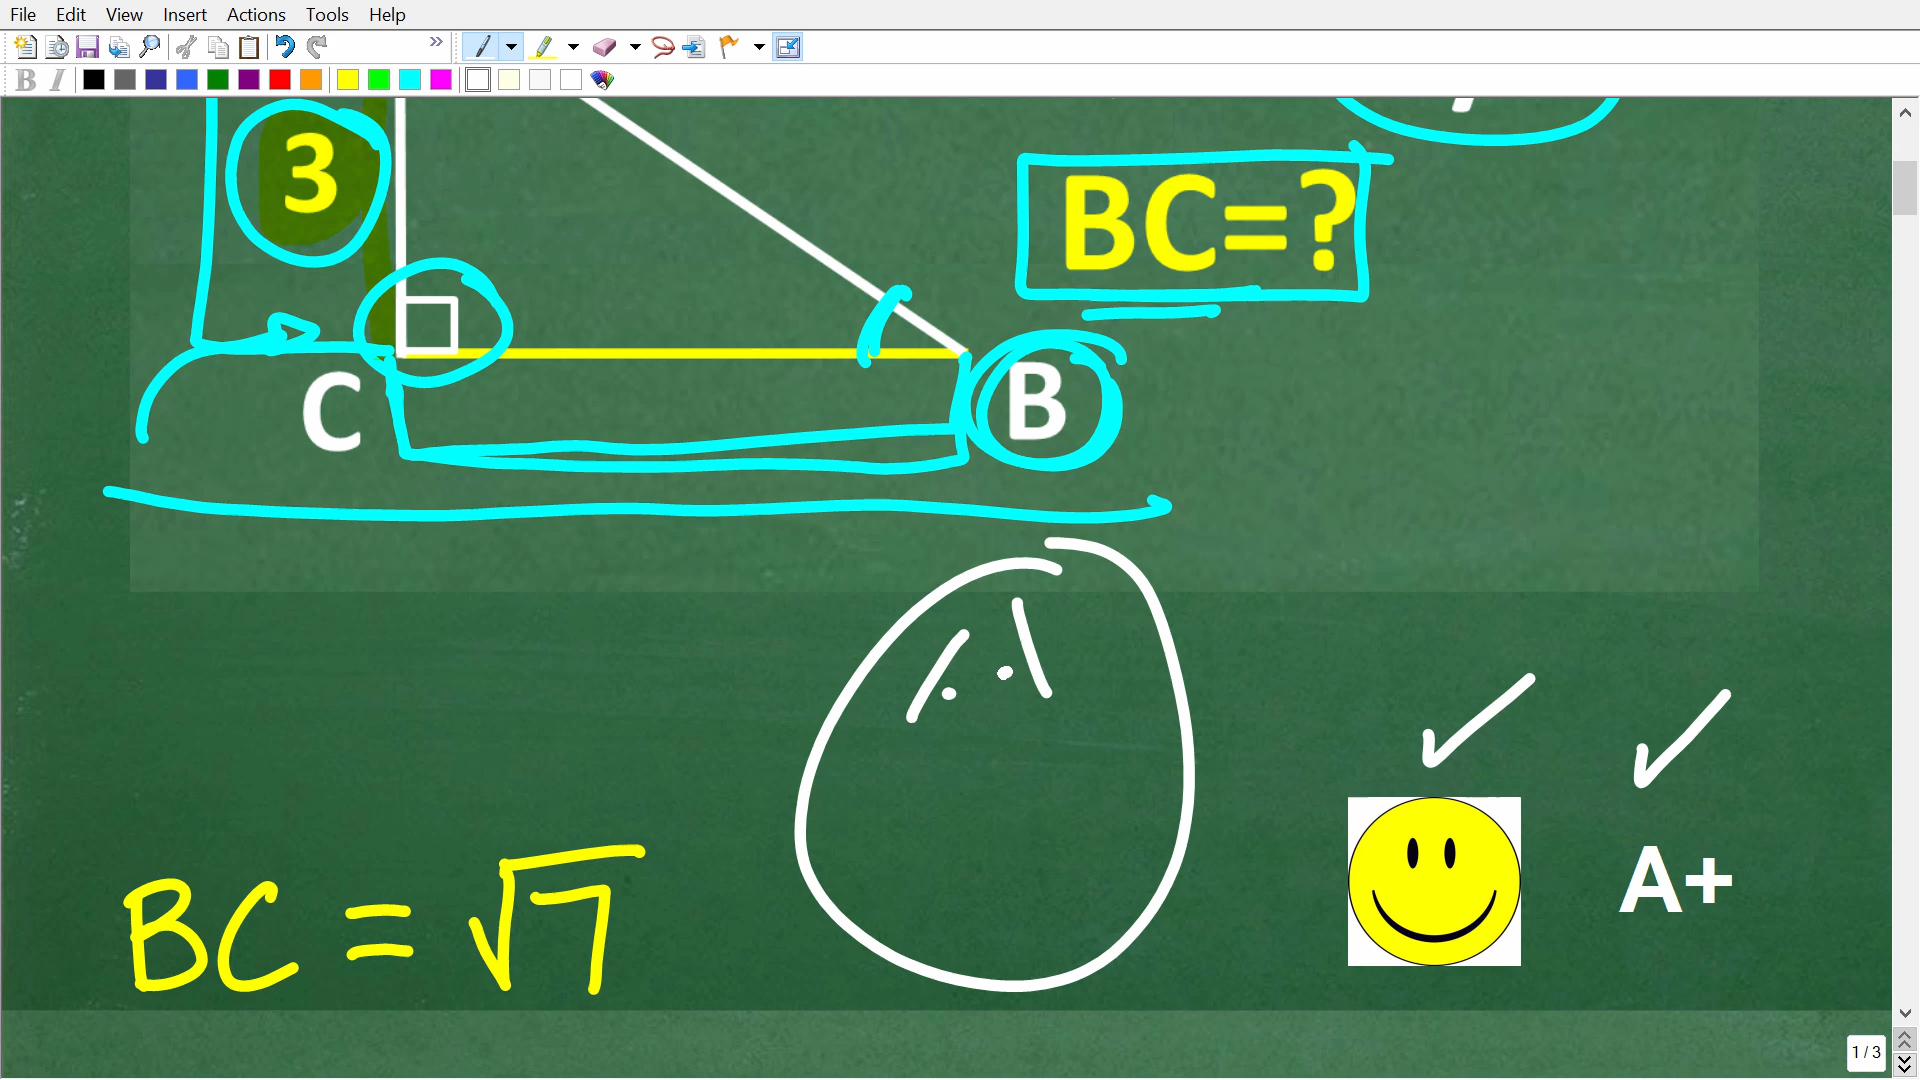 File Edit View Insert Actions Tools Help
B I
3
BC=?
C
B
A+
BC = √7
1 / 3